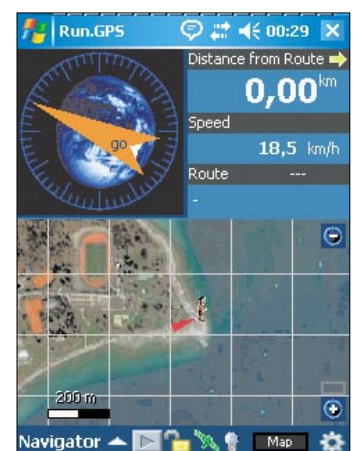 Run.GPS 00:29
Distance from Route
0,00 km
Speed
18,5 km/h
Route ---
-
go
200 m
Navigator Map